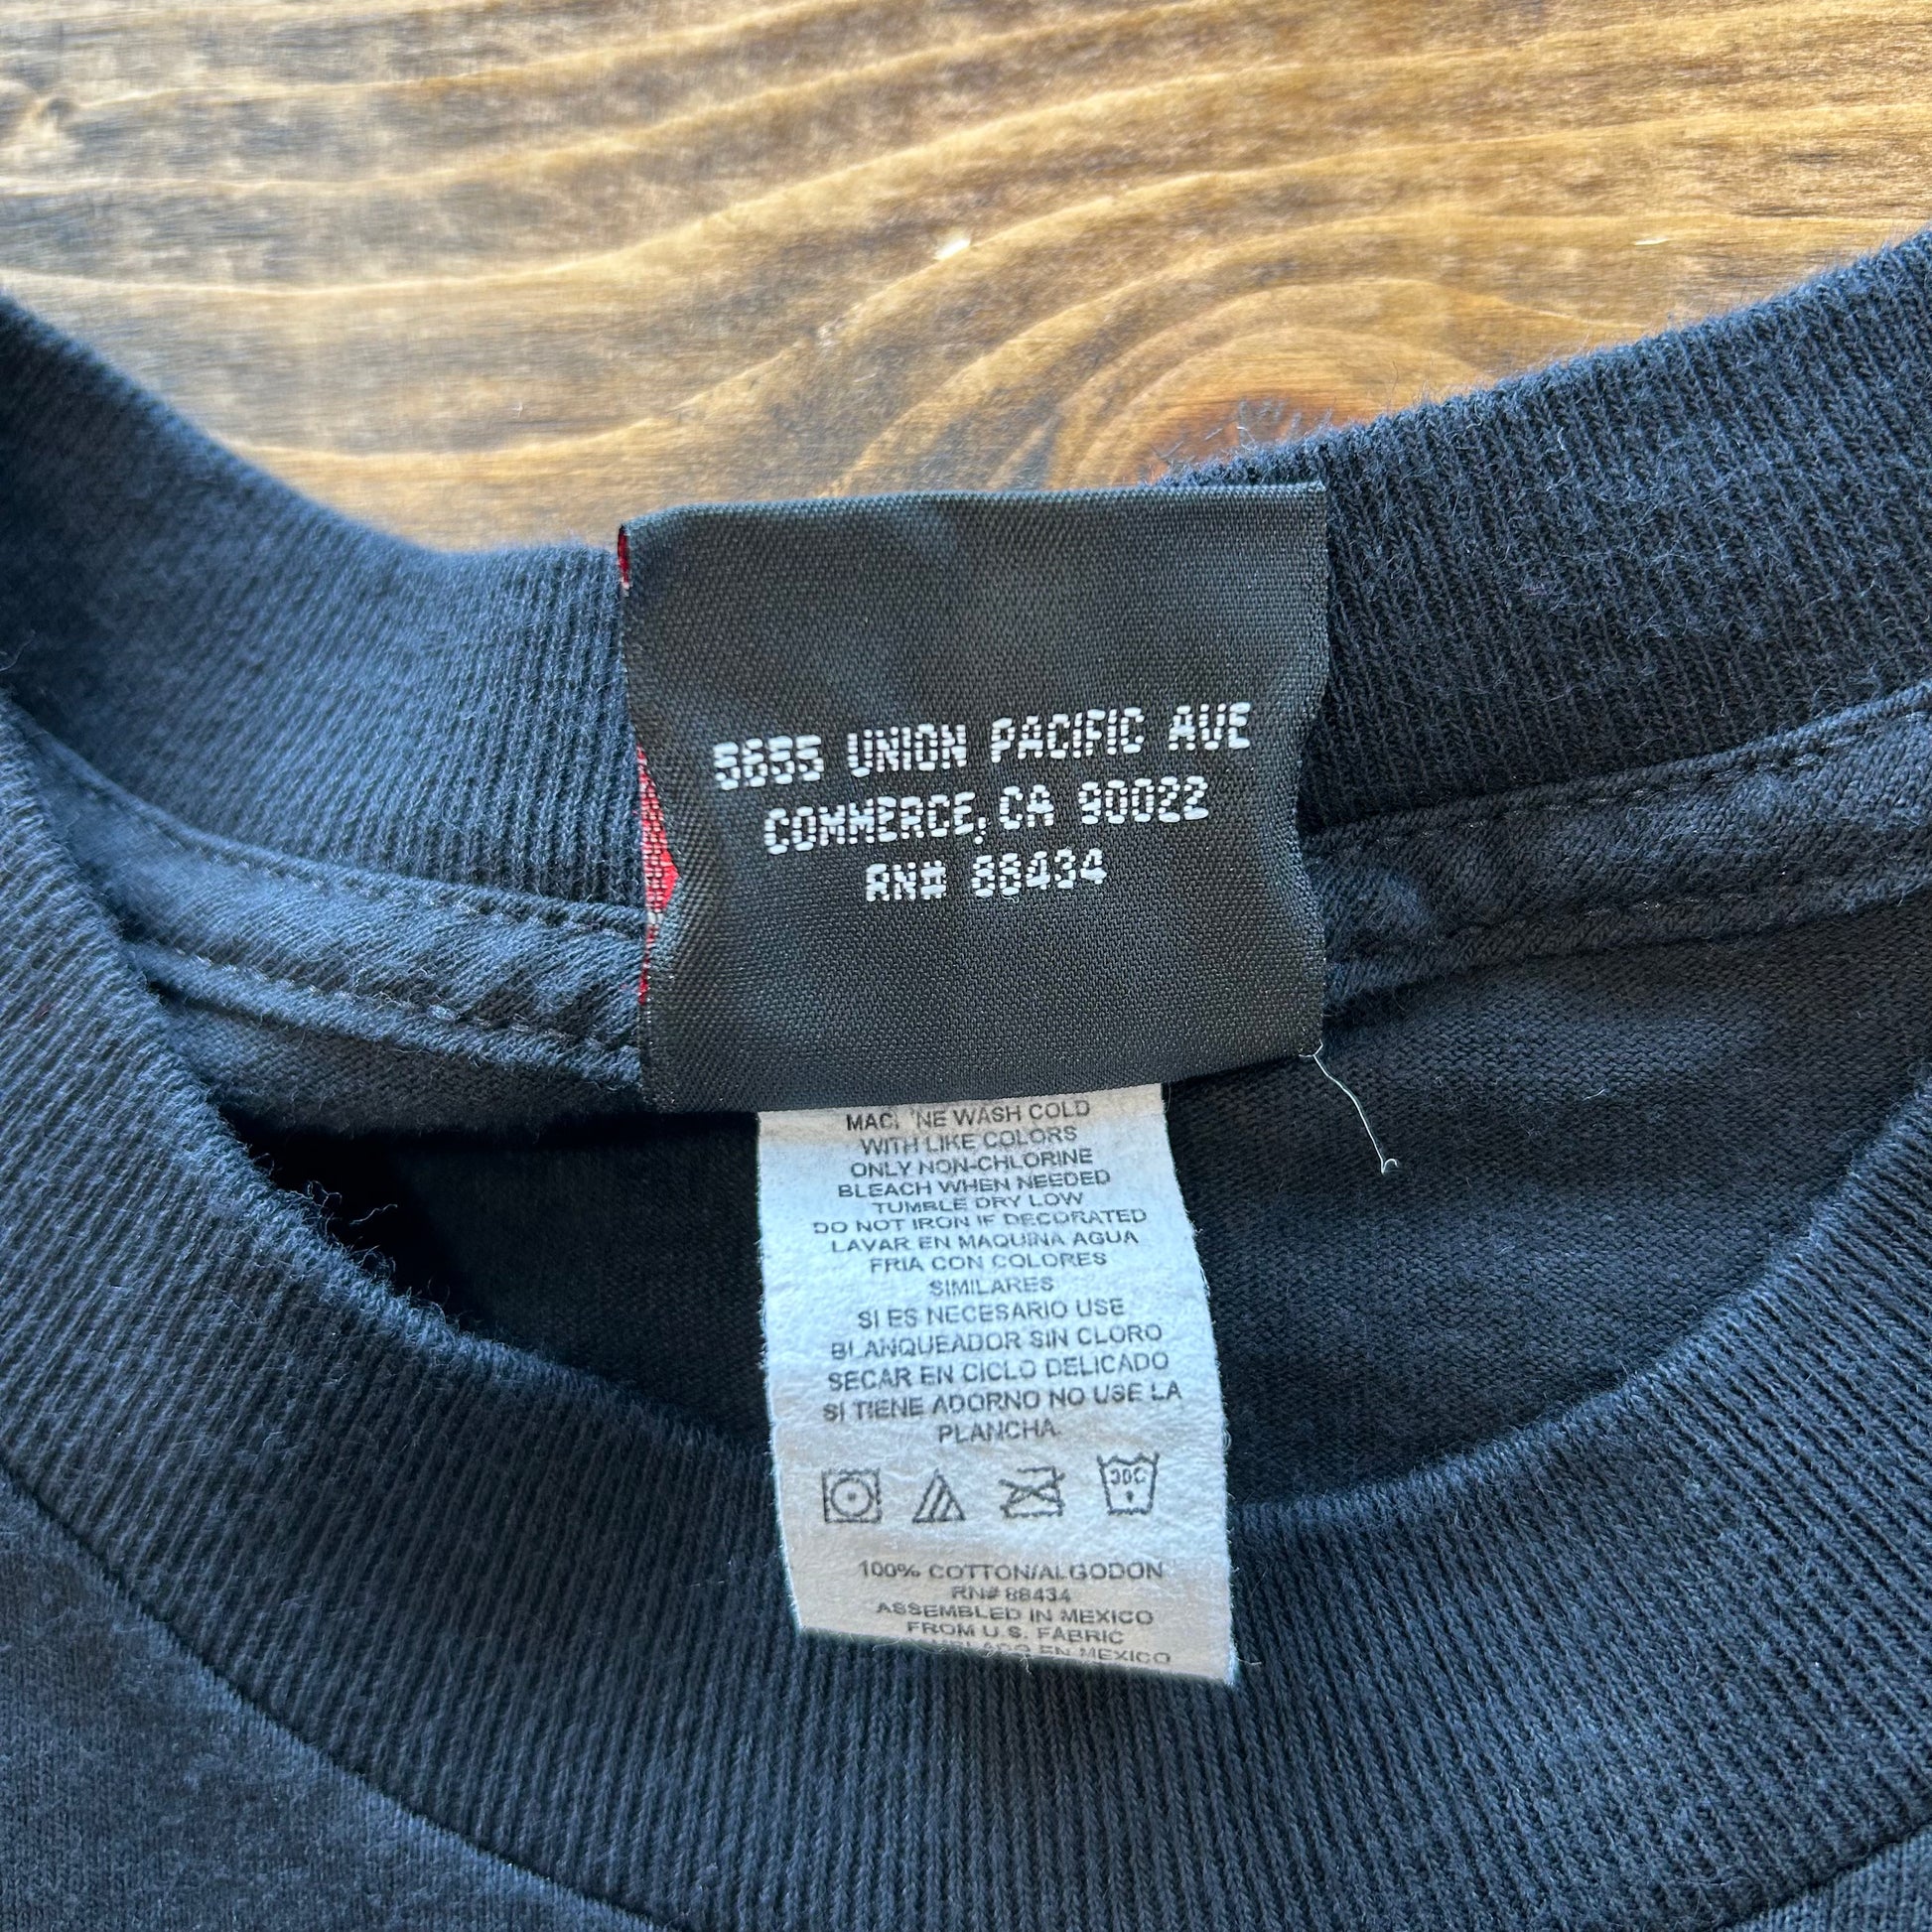 5655 UNION PACIFIC AVE
COMMERCE, CA 90022
RN# 88434
WASH COLD
WITH LIKE COLORS
ONLY NON-CHLORINE
BLEACH WHEN NEEDED
TUMBLE DRY LOW
DO NOT IRON IF DECORATED
LAVAR EN MAQUINA AGUA
FRIA CON COLORES
SIMILARES
SI ES NECESARIO USE
BLANQUEADOR SIN CLORO
SECAR EN CICLO DELICADO
SI TIENE ADORNO NO USE LA
PLANCHA.
30C
100% COTTON/ALGODON
RN# 88434
ASSEMBLED IN MEXICO
FROM U.S. FABRIC
EN MEXICO